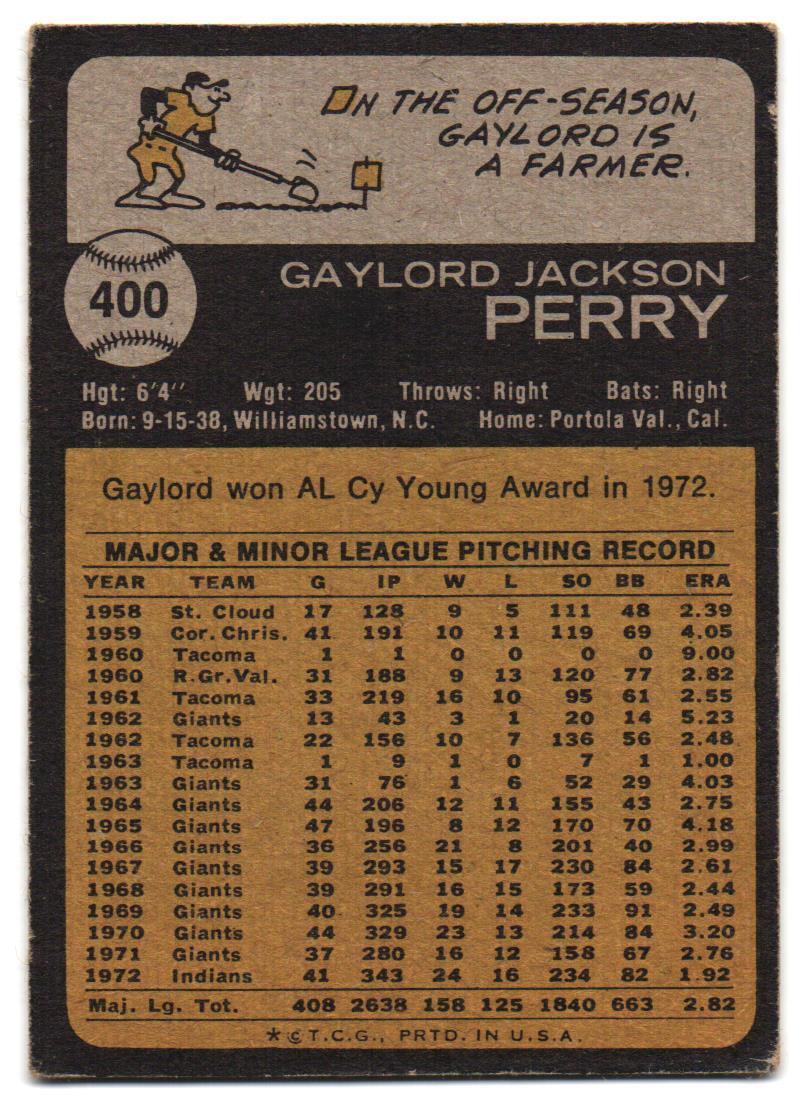 ON THE OFF-SEASON,
GAYLORD IS
A FARMER.
400
GAYLORD JACKSON
PERRY
Hgt: 6'4" Wgt: 205 Throws: Right Bats: Right
Born: 9-15-38, Williamstown, N.C. Home: Portola Val., Cal.
Gaylord won AL Cy Young Award in 1972.
MAJOR & MINOR LEAGUE PITCHING RECORD
YEAR TEAM G IP W L SO BB ERA
1958 St. Cloud 17 128 9 5 111 48 2.39
1959 Cor. Chris. 41 191 10 11 119 69 4.05
1960 Tacoma 1 1 0 0 0 0 9.00
1960 R.Gr.Val. 31 188 9 13 120 77 2.82
1961 Tacoma 33 219 16 10 95 61 2.55
1962 Giants 13 43 3 1 20 14 5.23
1962 Tacoma 22 156 10 7 136 56 2.48
1963 Tacoma 1 9 1 0 7 1 1.00
1963 Giants 31 76 1 6 52 29 4.03
1964 Giants 44 206 12 11 155 43 2.75
1965 Giants 47 196 8 12 170 70 4.18
1966 Giants 36 256 21 8 201 40 2.99
1967 Giants 39 293 15 17 230 84 2.61
1968 Giants 39 291 16 15 173 59 2.44
1969 Giants 40 325 19 14 233 91 2.49
1970 Giants 44 329 23 13 214 84 3.20
1971 Giants 37 280 16 12 158 67 2.76
1972 Indians 41 343 24 16 234 82 1.92
Maj. Lg. Tot. 408 2638 158 125 1840 663 2.82
*©T.C.G., PRTD. IN U.S.A.